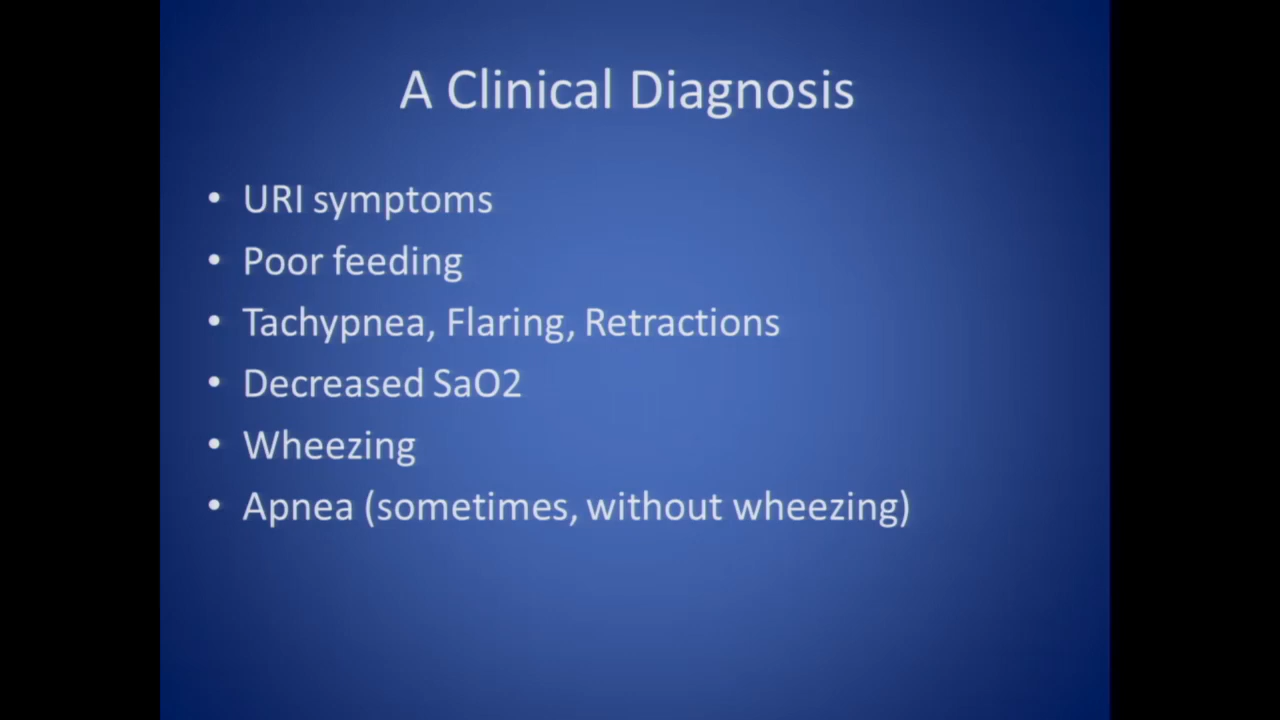 A Clinical Diagnosis
• URI symptoms
• Poor feeding
• Tachypnea, Flaring, Retractions
• Decreased SaO2
• Wheezing
• Apnea (sometimes, without wheezing)